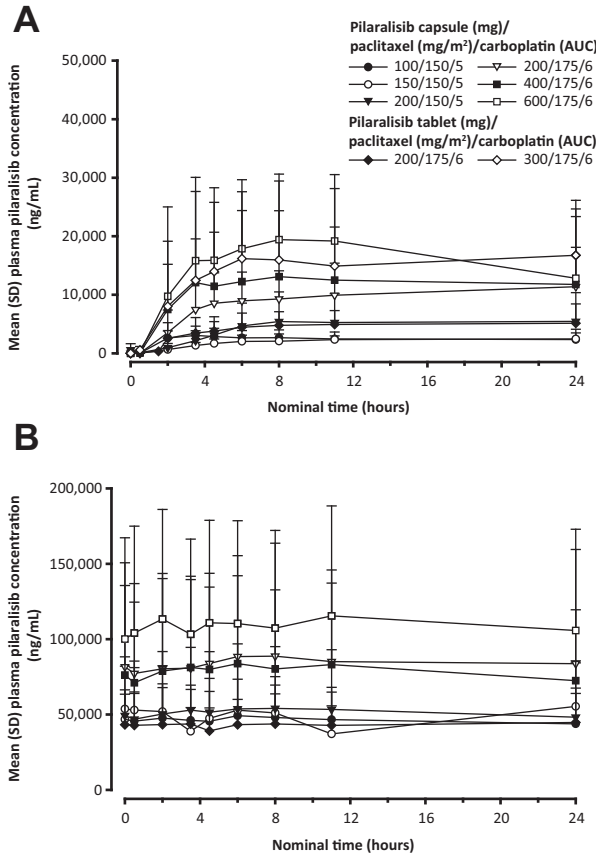 A
Pilaralisib capsule (mg)/
paclitaxel (mg/m²)/carboplatin (AUC)
100/150/5 200/175/6
150/150/5 400/175/6
200/150/5 600/175/6
Pilaralisib tablet (mg)/
paclitaxel (mg/m²)/carboplatin (AUC)
200/175/6 300/175/6
Mean (SD) plasma pilaralisib concentration
(ng/mL)
50,000
40,000
30,000
20,000
10,000
0
0 4 8 12 16 20 24
Nominal time (hours)
B
Mean (SD) plasma pilaralisib concentration
(ng/mL)
200,000
150,000
100,000
50,000
0
0 4 8 12 16 20 24
Nominal time (hours)